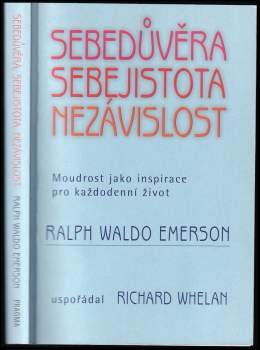 SEBEDŮVĚRA SEBEJISTOTA NEZÁVISLOST RALPH WALDO EMERSON PRAGMA
SEBEDŮVĚRA
SEBEJISTOTA
NEZÁVISLOST
Moudrost jako inspirace
pro každodenní život
RALPH WALDO EMERSON
uspořádal RICHARD WHELAN